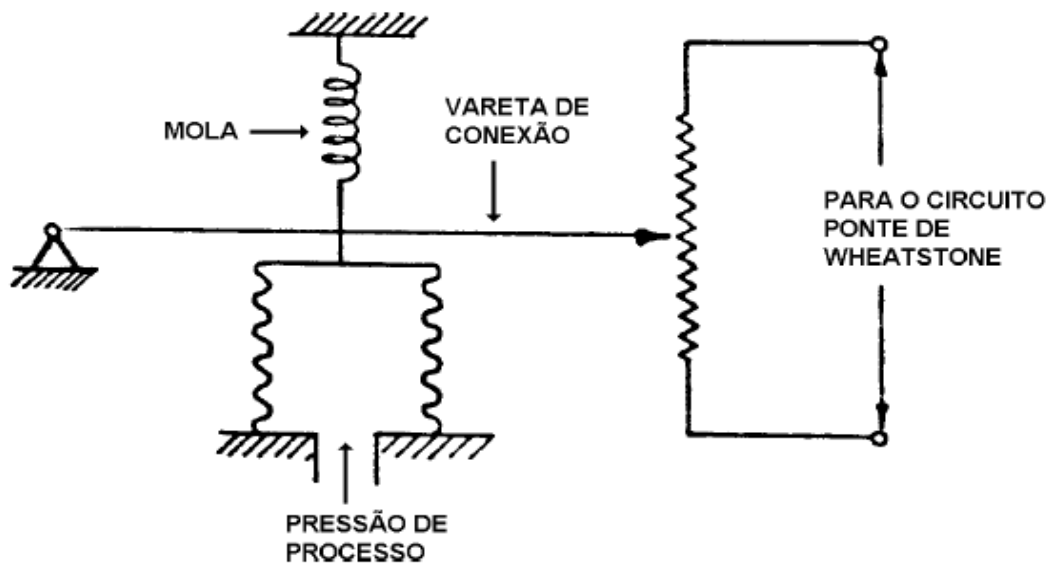 MOLA
VARETA DE
CONEXÃO
PARA O CIRCUITO
PONTE DE
WHEATSTONE
PRESSÃO DE
PROCESSO